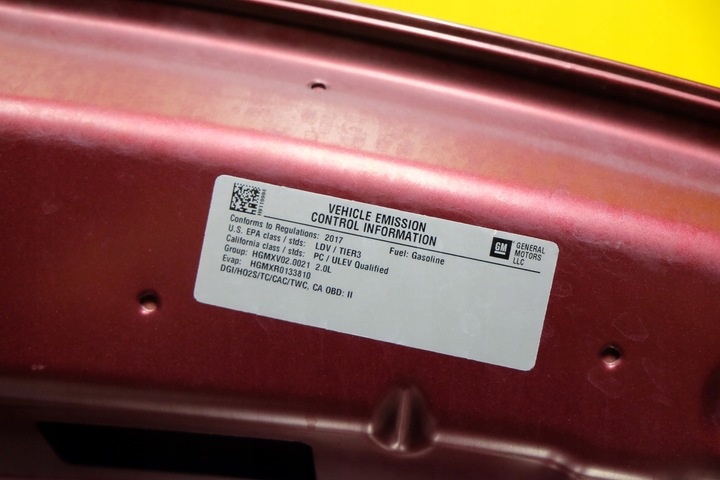 VEHICLE EMISSION
CONTROL INFORMATION
Conforms to Regulations: 2017 Fuel: Gasoline
U.S. EPA class / stds: LDV / TIER3
California class / stds: PC / ULEV Qualified
Group: HGMXV02.0021 2.0L
Evap: HGMXR0133810
DGI/HO2S/TC/CAC/TWC, CA OBD: II
GM
GENERAL
MOTORS
LLC